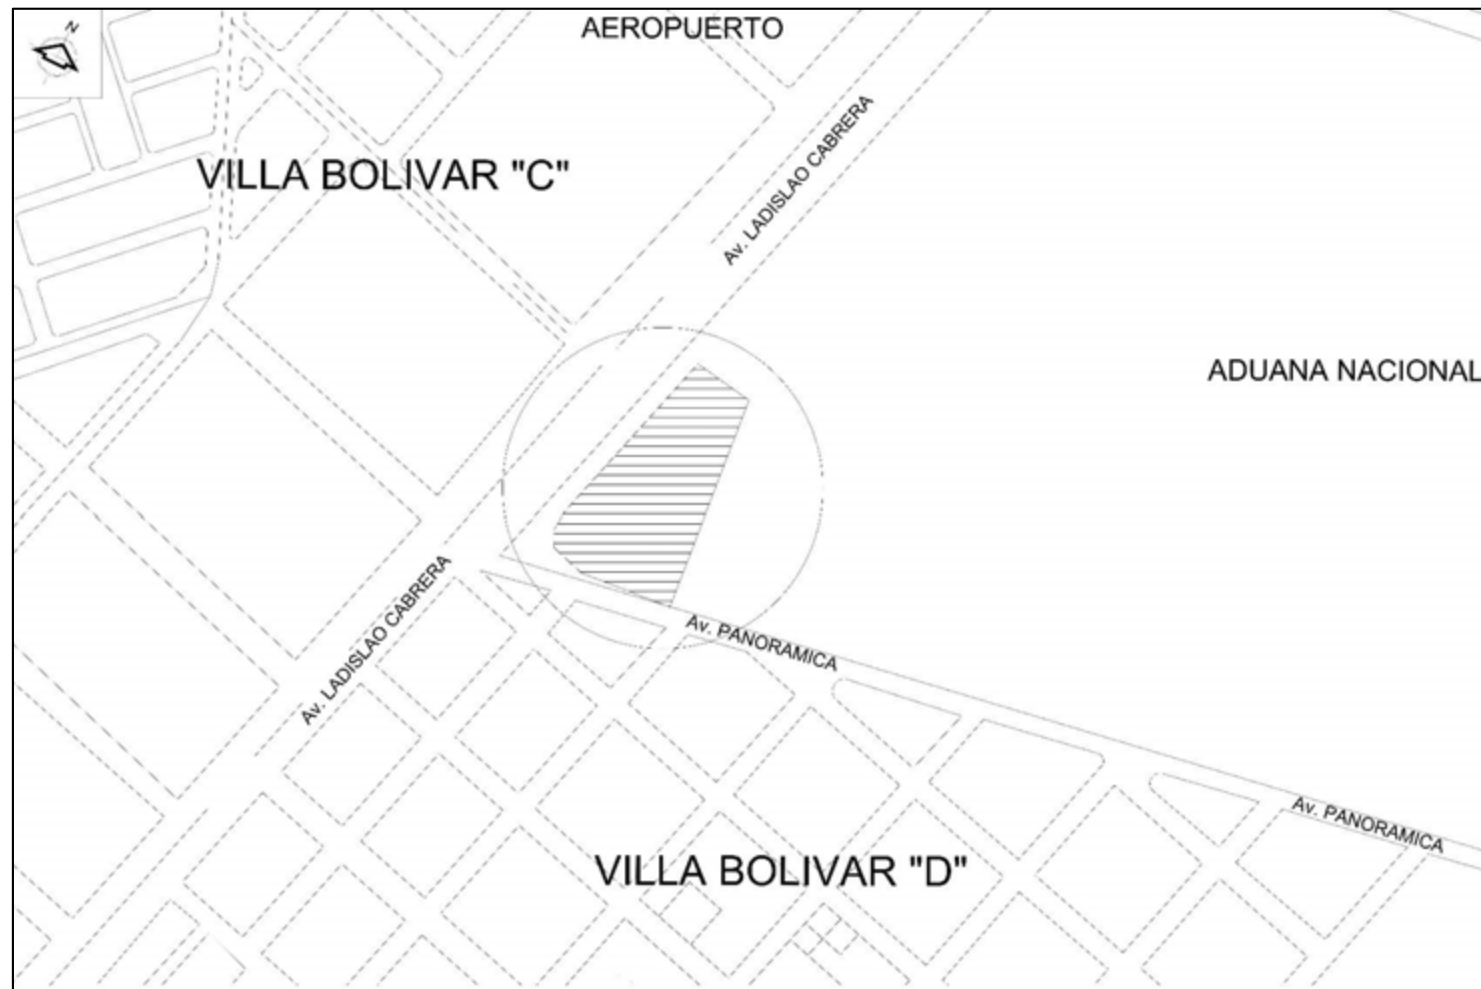 AEROPUERTO
N
VILLA BOLIVAR "C"
Av. LADISLAO CABRERA
ADUANA NACIONAL
Av. LADISLAO CABRERA
Av. PANORAMICA
Av. PANORAMICA
VILLA BOLIVAR "D"